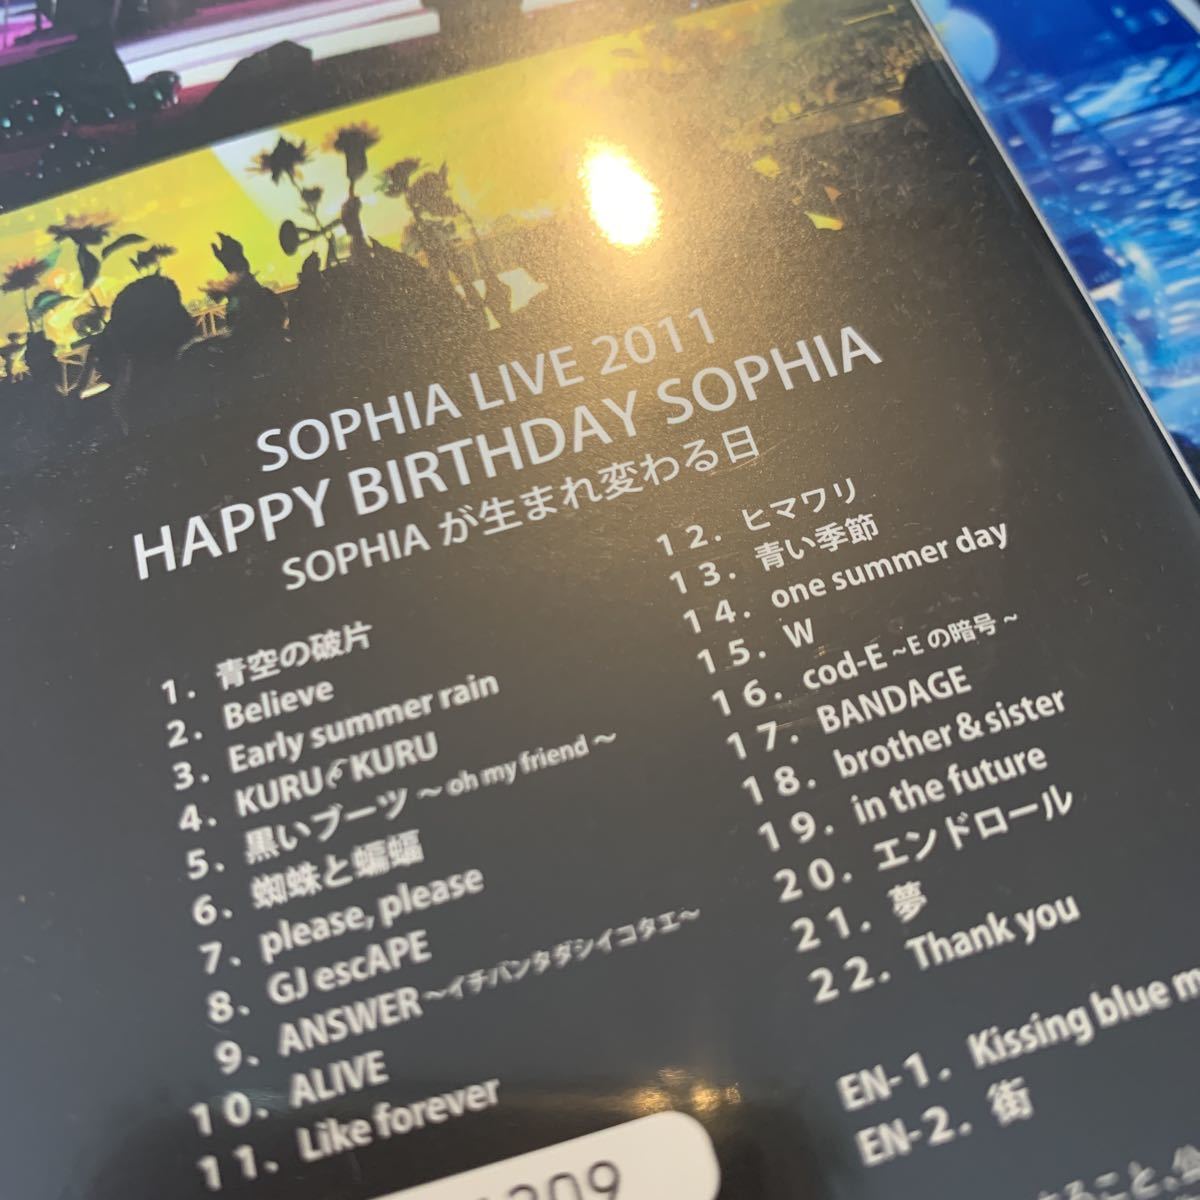 SOPHIA LIVE 2011
HAPPY BIRTHDAY SOPHIA
SOPHIA が生まれ変わる日
1. 青空の破片
2. Believe
3. Early summer rain
4. KURU KURU
5. 黒いブーツ ～ oh my friend ～
6. 蜘蛛と蝙蝠
7. please, please
8. GJ escAPE
9. ANSWER～イチバンタダシイコタエ～
10. ALIVE
11. Like forever
12. ヒマワリ
13. 青い季節
14. one summer day
15. W
16. cod-E ~E の暗号 ~
17. BANDAGE
18. brother & sister
19. in the future
20. エンドロール
21. 夢
22. Thank you
EN-1. Kissing blue
EN-2. 街